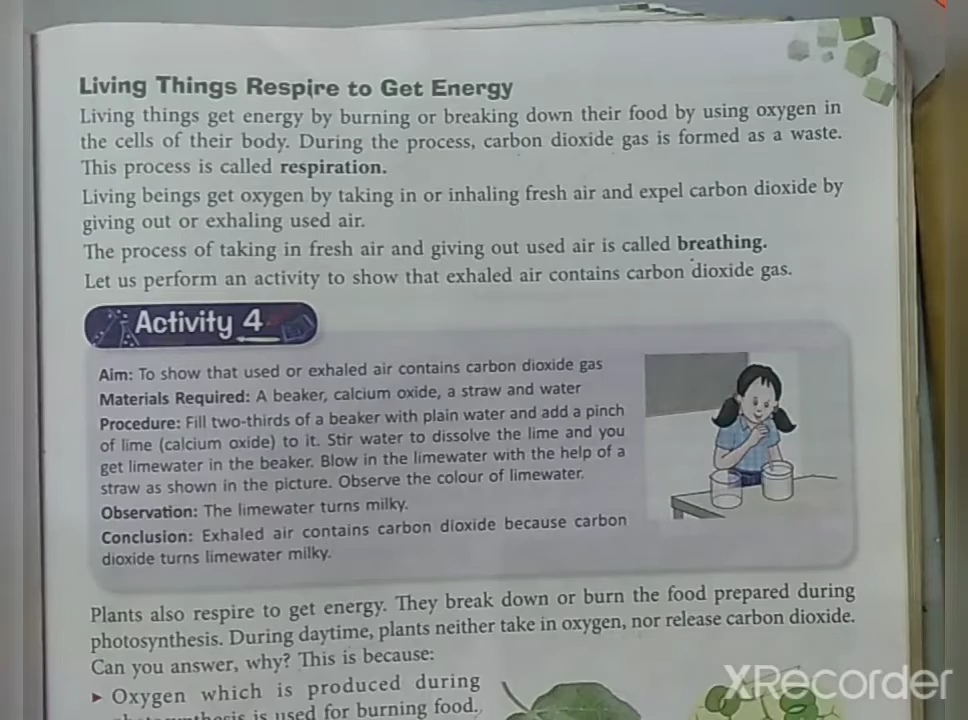 Living Things Respire to Get Energy
Living things get energy by burning or breaking down their food by using oxygen in
the cells of their body. During the process, carbon dioxide gas is formed as a waste.
This process is called respiration.
Living beings get oxygen by taking in or inhaling fresh air and expel carbon dioxide by
giving out or exhaling used air.
The process of taking in fresh air and giving out used air is called breathing.
Let us perform an activity to show that exhaled air contains carbon dioxide gas.
Activity 4
Aim: To show that used or exhaled air contains carbon dioxide gas
Materials Required: A beaker, calcium oxide, a straw and water
Procedure: Fill two-thirds of a beaker with plain water and add a pinch
of lime (calcium oxide) to it. Stir water to dissolve the lime and you
get limewater in the beaker. Blow in the limewater with the help of a
straw as shown in the picture. Observe the colour of limewater.
Observation: The limewater turns milky.
Conclusion: Exhaled air contains carbon dioxide because carbon
dioxide turns limewater milky.
Plants also respire to get energy. They break down or burn the food prepared during
photosynthesis. During daytime, plants neither take in oxygen, nor release carbon dioxide.
Can you answer, why? This is because:
► Oxygen which is produced during
photosynthesis is used for burning food.
XRecorder